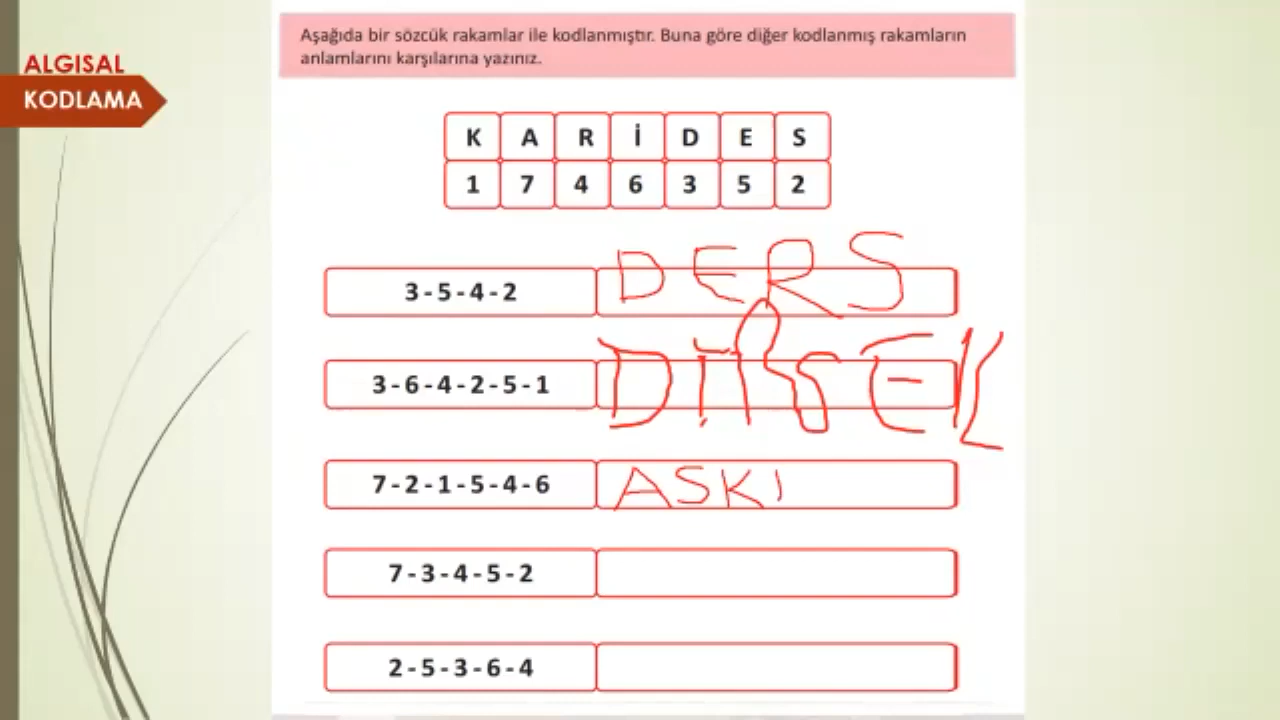 Aşağıda bir sözcük rakamlar ile kodlanmıştır. Buna göre diğer kodlanmış rakamların
anlamlarını karşılarına yazınız.
ALGISAL
KODLAMA
K A R İ D E S
1 7 4 6 3 5 2
3 - 5 - 4 - 2 DERS
3 - 6 - 4 - 2 - 5 - 1 DİRSEK
7 - 2 - 1 - 5 - 4 - 6 ASKI
7 - 3 - 4 - 5 - 2
2 - 5 - 3 - 6 - 4